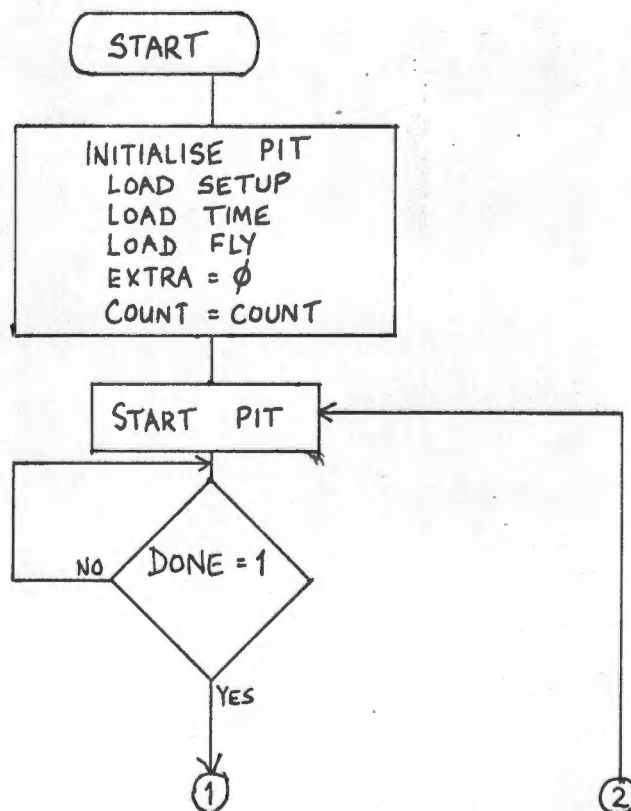 START
INITIALISE PIT
LOAD SETUP
LOAD TIME
LOAD FLY
EXTRA = ϕ
COUNT = COUNT
START PIT
NO
DONE = 1
YES
1
2